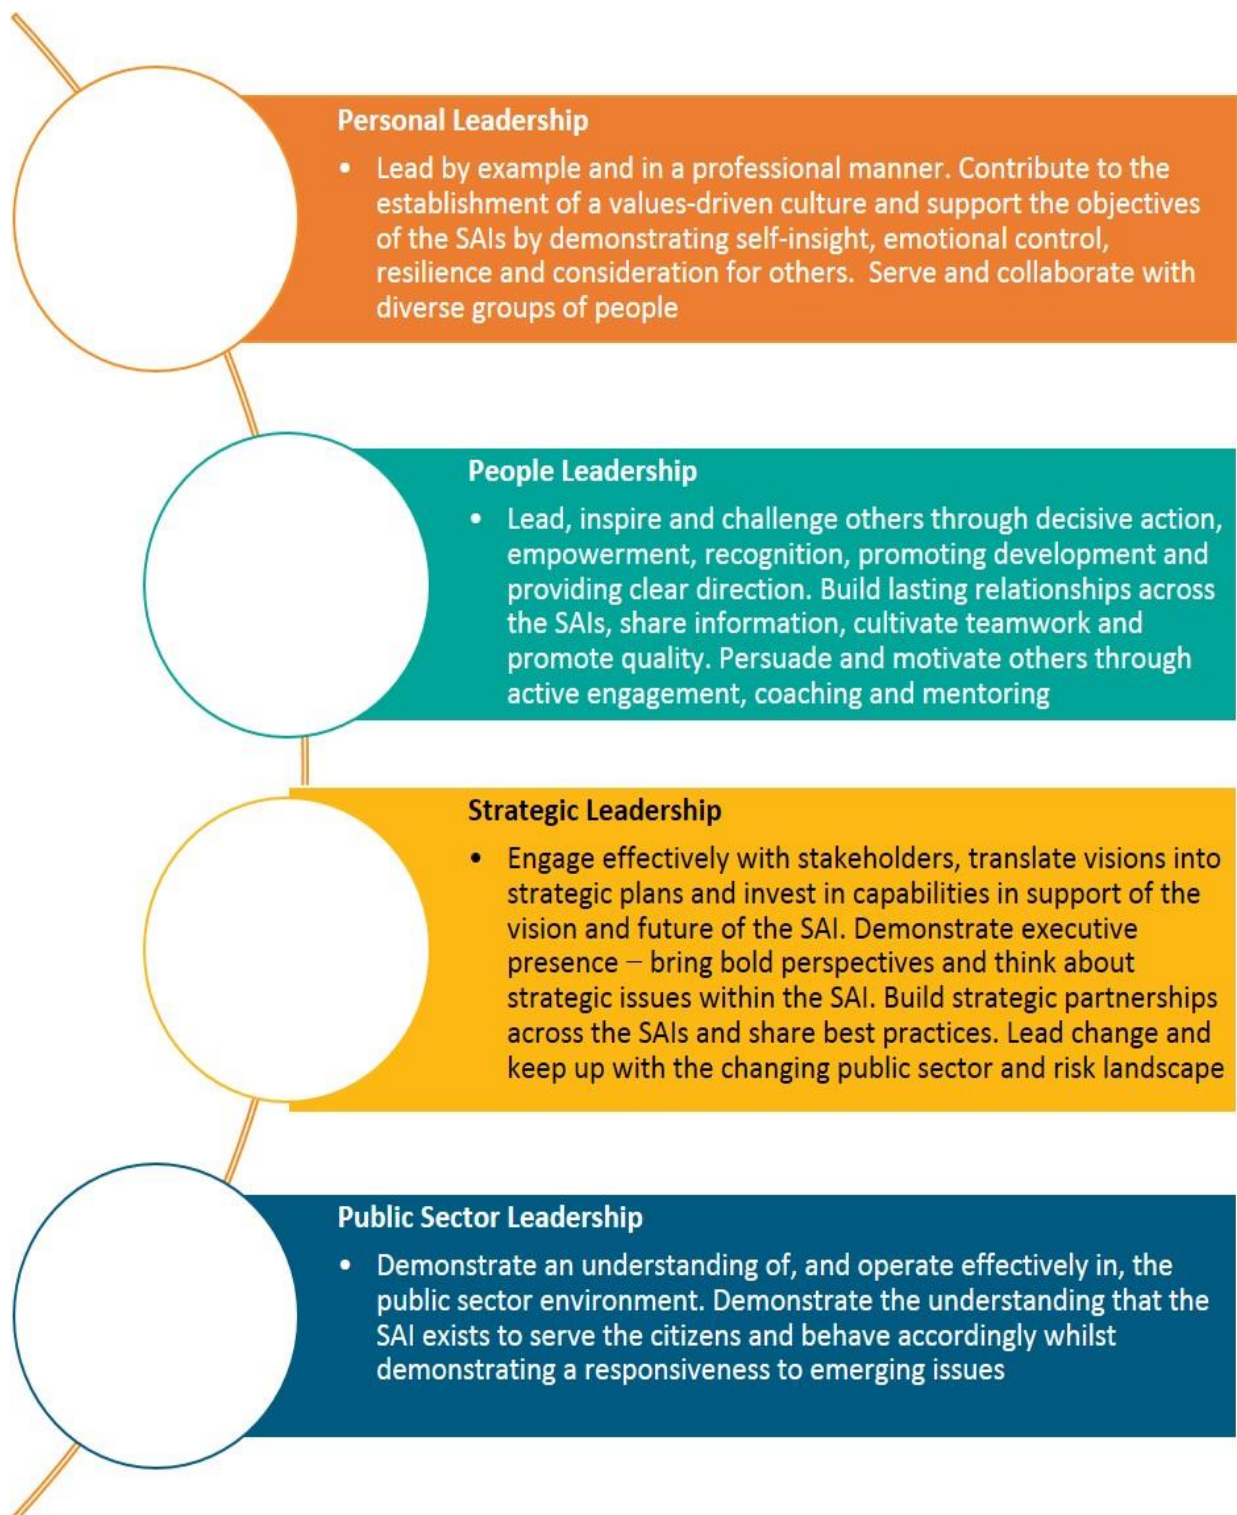 Personal Leadership
• Lead by example and in a professional manner. Contribute to the
establishment of a values-driven culture and support the objectives
of the SAIs by demonstrating self-insight, emotional control,
resilience and consideration for others.  Serve and collaborate with
diverse groups of people
People Leadership
• Lead, inspire and challenge others through decisive action,
empowerment, recognition, promoting development and
providing clear direction. Build lasting relationships across
the SAIs, share information, cultivate teamwork and
promote quality. Persuade and motivate others through
active engagement, coaching and mentoring
Strategic Leadership
• Engage effectively with stakeholders, translate visions into
strategic plans and invest in capabilities in support of the
vision and future of the SAI. Demonstrate executive
presence – bring bold perspectives and think about
strategic issues within the SAI. Build strategic partnerships
across the SAIs and share best practices. Lead change and
keep up with the changing public sector and risk landscape
Public Sector Leadership
• Demonstrate an understanding of, and operate effectively in, the
public sector environment. Demonstrate the understanding that the
SAI exists to serve the citizens and behave accordingly whilst
demonstrating a responsiveness to emerging issues